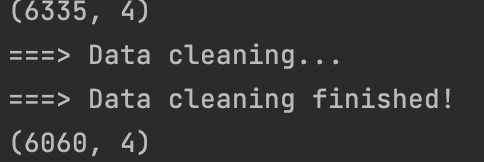 (6335, 4)
===> Data cleaning...
===> Data cleaning finished!
(6060, 4)